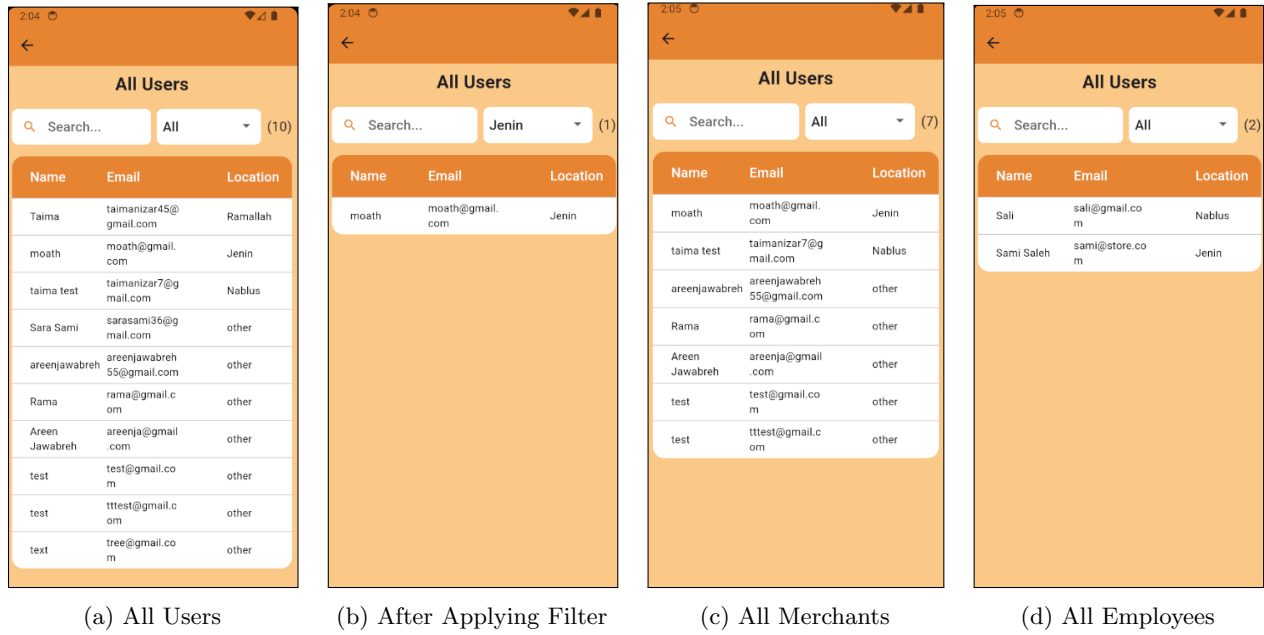 2:04
All Users
Search...
All
(10)
Name Email Location
Taima taimanizar45@ Ramallah
gmail.com
moath moath@gmail. Jenin
com
taima test taimanizar7@g Nablus
mail.com
Sara Sami sarasami36@g other
mail.com
areenjawabreh areenjawabreh other
55@gmail.com
Rama rama@gmail.c other
om
Areen areenja@gmail other
Jawabreh .com
test test@gmail.co other
m
test tttest@gmail.c other
om
text tree@gmail.co other
m
(a) All Users
2:04
All Users
Search...
Jenin
(1)
Name Email Location
moath moath@gmail. Jenin
com
(b) After Applying Filter
2:05
All Users
Search...
All
(7)
Name Email Location
moath moath@gmail. Jenin
com
taima test taimanizar7@g Nablus
mail.com
areenjawabreh areenjawabreh other
55@gmail.com
Rama rama@gmail.c other
om
Areen areenja@gmail other
Jawabreh .com
test test@gmail.co other
m
test tttest@gmail.c other
om
(c) All Merchants
2:05
All Users
Search...
All
(2)
Name Email Location
Sali sali@gmail.co Nablus
m
Sami Saleh sami@store.co Jenin
m
(d) All Employees